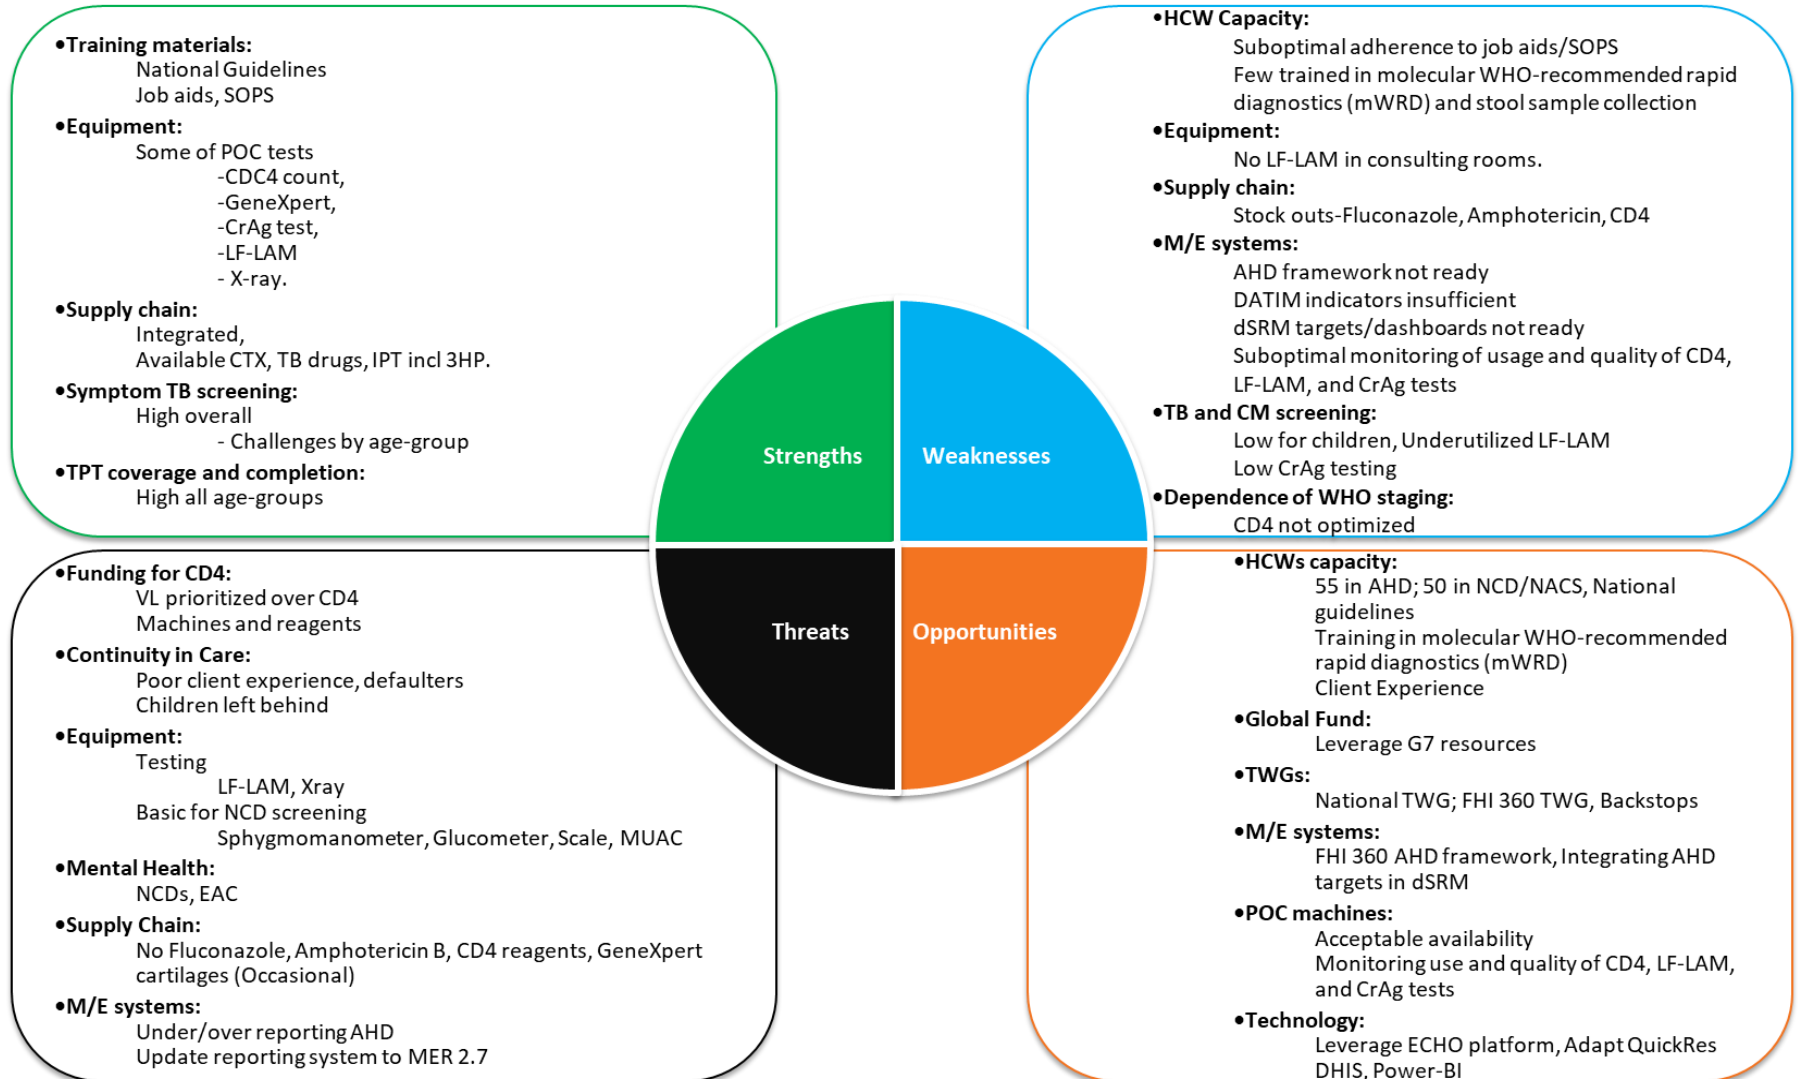 •Training materials:
National Guidelines
Job aids, SOPS
•Equipment:
Some of POC tests
-CDC4 count,
-GeneXpert,
-CrAg test,
-LF-LAM
- X-ray.
•Supply chain:
Integrated,
Available CTX, TB drugs, IPT incl 3HP.
•Symptom TB screening:
High overall
- Challenges by age-group
•TPT coverage and completion:
High all age-groups
•HCW Capacity:
Suboptimal adherence to job aids/SOPS
Few trained in molecular WHO-recommended rapid
diagnostics (mWRD) and stool sample collection
•Equipment:
No LF-LAM in consulting rooms.
•Supply chain:
Stock outs-Fluconazole, Amphotericin, CD4
•M/E systems:
AHD framework not ready
DATIM indicators insufficient
dSRM targets/dashboards not ready
Suboptimal monitoring of usage and quality of CD4,
LF-LAM, and CrAg tests
•TB and CM screening:
Low for children, Underutilized LF-LAM
Low CrAg testing
•Dependence of WHO staging:
CD4 not optimized
Strengths
Weaknesses
Threats
Opportunities
•Funding for CD4:
VL prioritized over CD4
Machines and reagents
•Continuity in Care:
Poor client experience, defaulters
Children left behind
•Equipment:
Testing
LF-LAM, Xray
Basic for NCD screening
Sphygmomanometer, Glucometer, Scale, MUAC
•Mental Health:
NCDs, EAC
•Supply Chain:
No Fluconazole, Amphotericin B, CD4 reagents, GeneXpert
cartilages (Occasional)
•M/E systems:
Under/over reporting AHD
Update reporting system to MER 2.7
•HCWs capacity:
55 in AHD; 50 in NCD/NACS, National
guidelines
Training in molecular WHO-recommended
rapid diagnostics (mWRD)
Client Experience
•Global Fund:
Leverage G7 resources
•TWGs:
National TWG; FHI 360 TWG, Backstops
•M/E systems:
FHI 360 AHD framework, Integrating AHD
targets in dSRM
•POC machines:
Acceptable availability
Monitoring use and quality of CD4, LF-LAM,
and CrAg tests
•Technology:
Leverage ECHO platform, Adapt QuickRes
DHIS, Power-BI